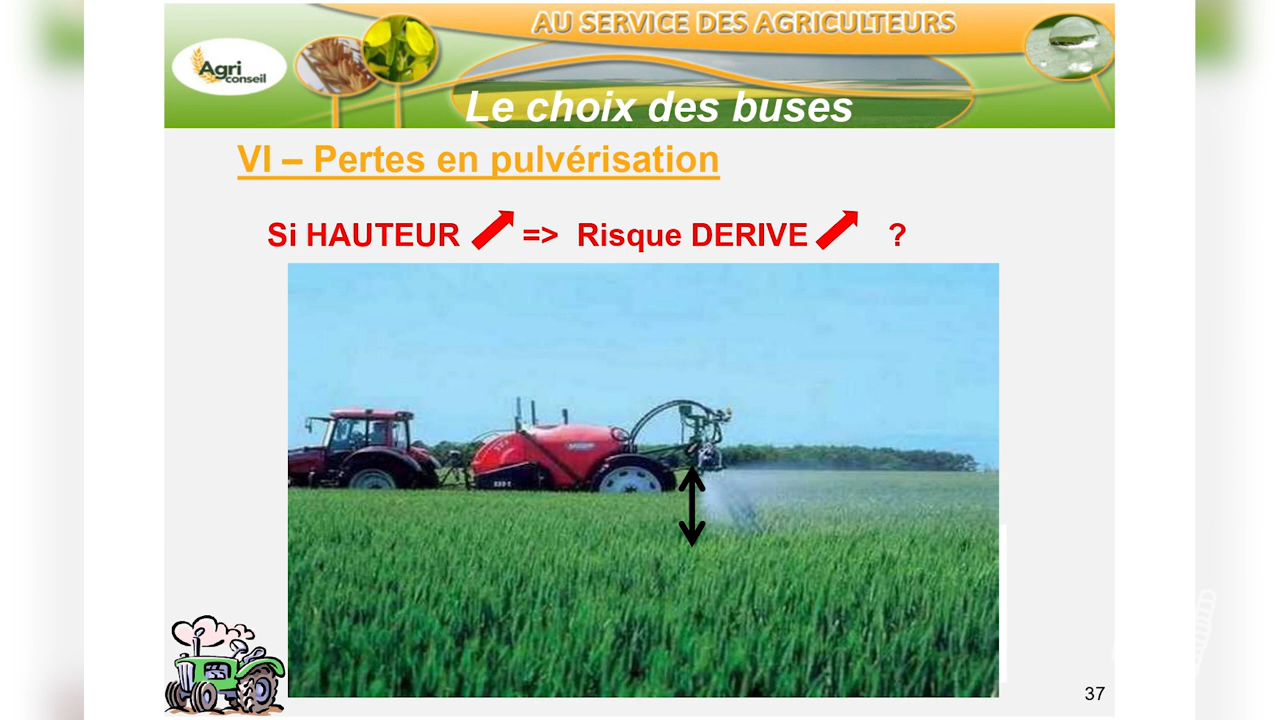 AU SERVICE DES AGRICULTEURS
Agri
conseil
Le choix des buses
VI – Pertes en pulvérisation
Si HAUTEUR => Risque DERIVE ?
37